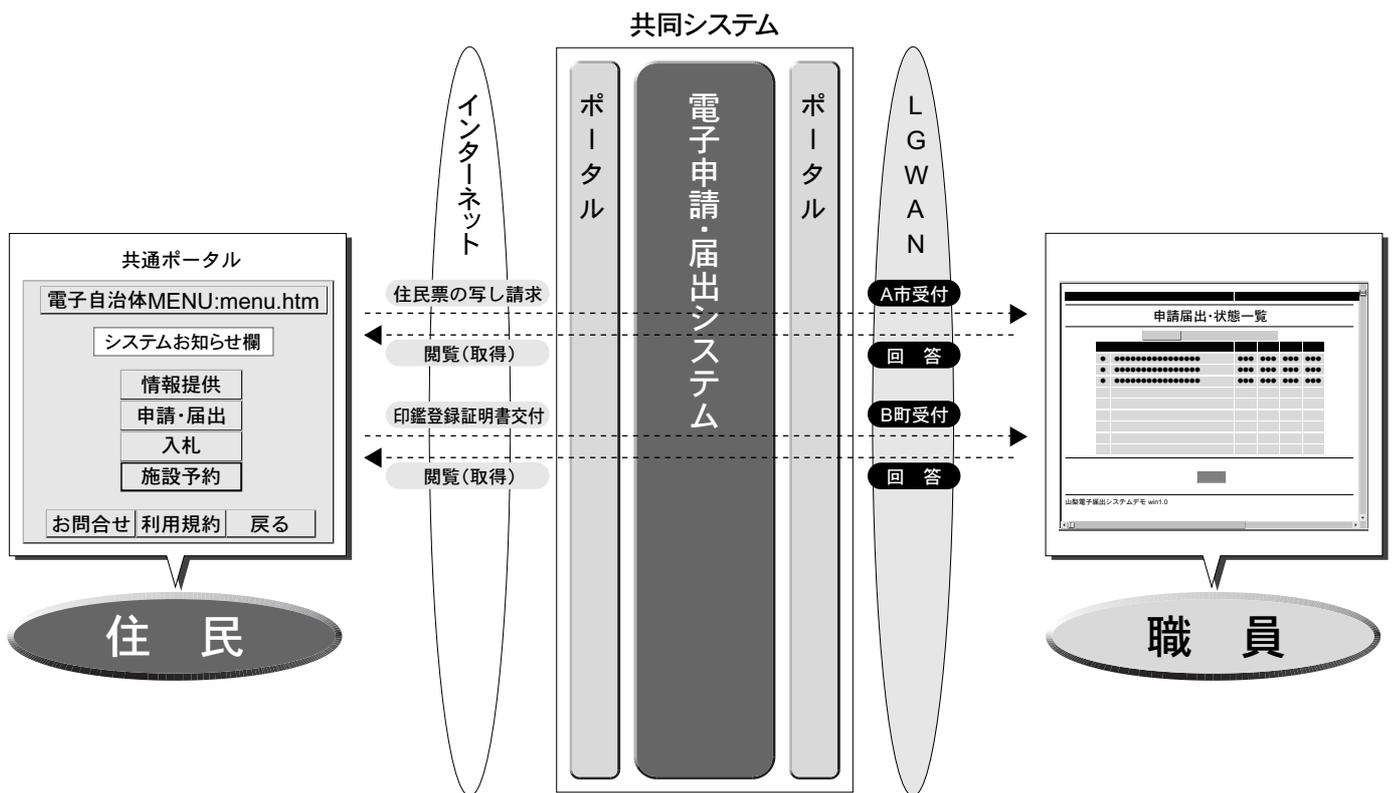 共同システム
インターネット
ポータル
電子申請・届出システム
ポータル
LGWAN
共通ポータル
電子自治体MENU:menu.htm
システムお知らせ欄
情報提供
申請・届出
入札
施設予約
お問合せ 利用規約 戻る
住民票の写し請求
閲覧(取得)
印鑑登録証明書交付
閲覧(取得)
A市受付
回 答
B町受付
回 答
申請届出・状態一覧
山梨電子届出システムデモ win1.0
住 民
職 員